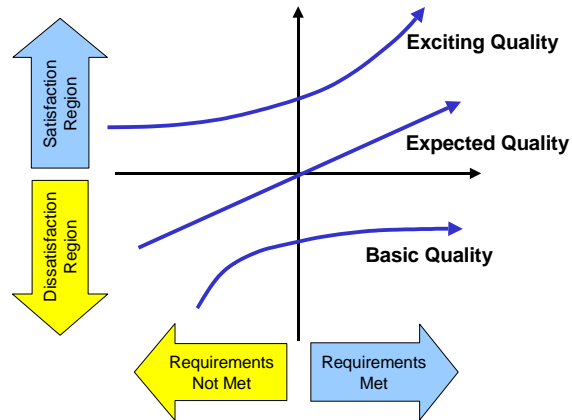 Exciting Quality
Satisfaction
Region
Expected Quality
Dissatisfaction
Region
Basic Quality
Requirements
Not Met
Requirements
Met